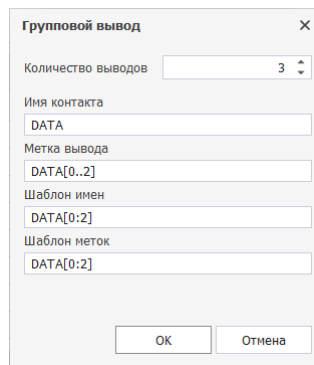 Групповой вывод
Количество выводов 3
Имя контакта
DATA
Метка вывода
DATA[0..2]
Шаблон имен
DATA[0:2]
Шаблон меток
DATA[0:2]
ОК Отмена